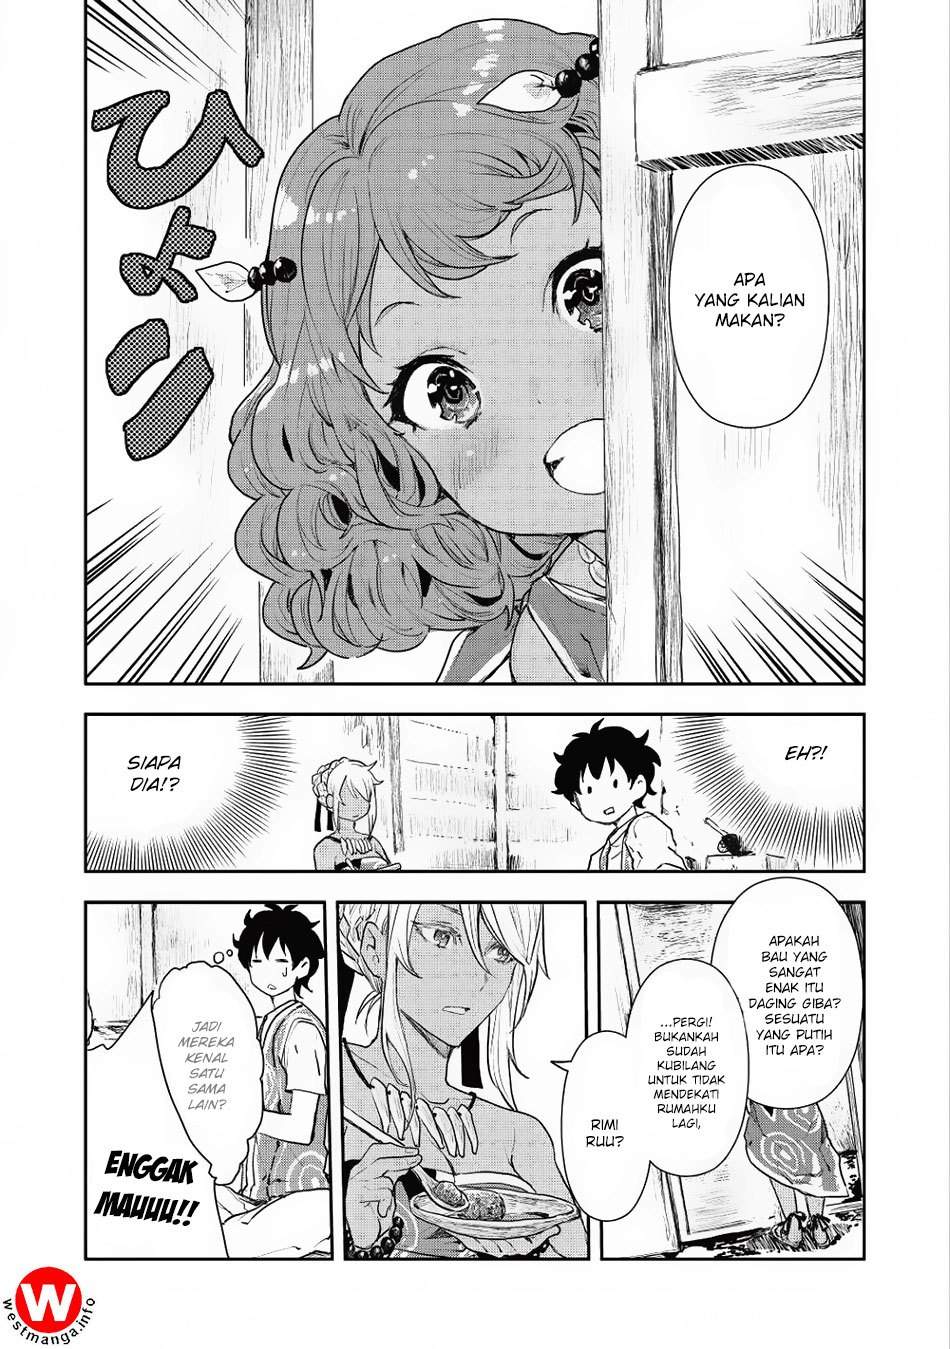 APA
YANG KALIAN
MAKAN?
ひょン
EH?!
SIAPA
DIA!?
APAKAH
BAU YANG
SANGAT
ENAK ITU
DAGING GIBA?
SESUATU
YANG PUTIH
ITU APA?
...PERGI!
BUKANKAH
SUDAH
KUBILANG
UNTUK TIDAK
MENDEKATI
RUMAHKU
LAGI,
RIMI
RUU?
JADI
MEREKA
KENAL
SATU
SAMA
LAIN?
ENGGAK
MAUUU!!
W
westmanga.info